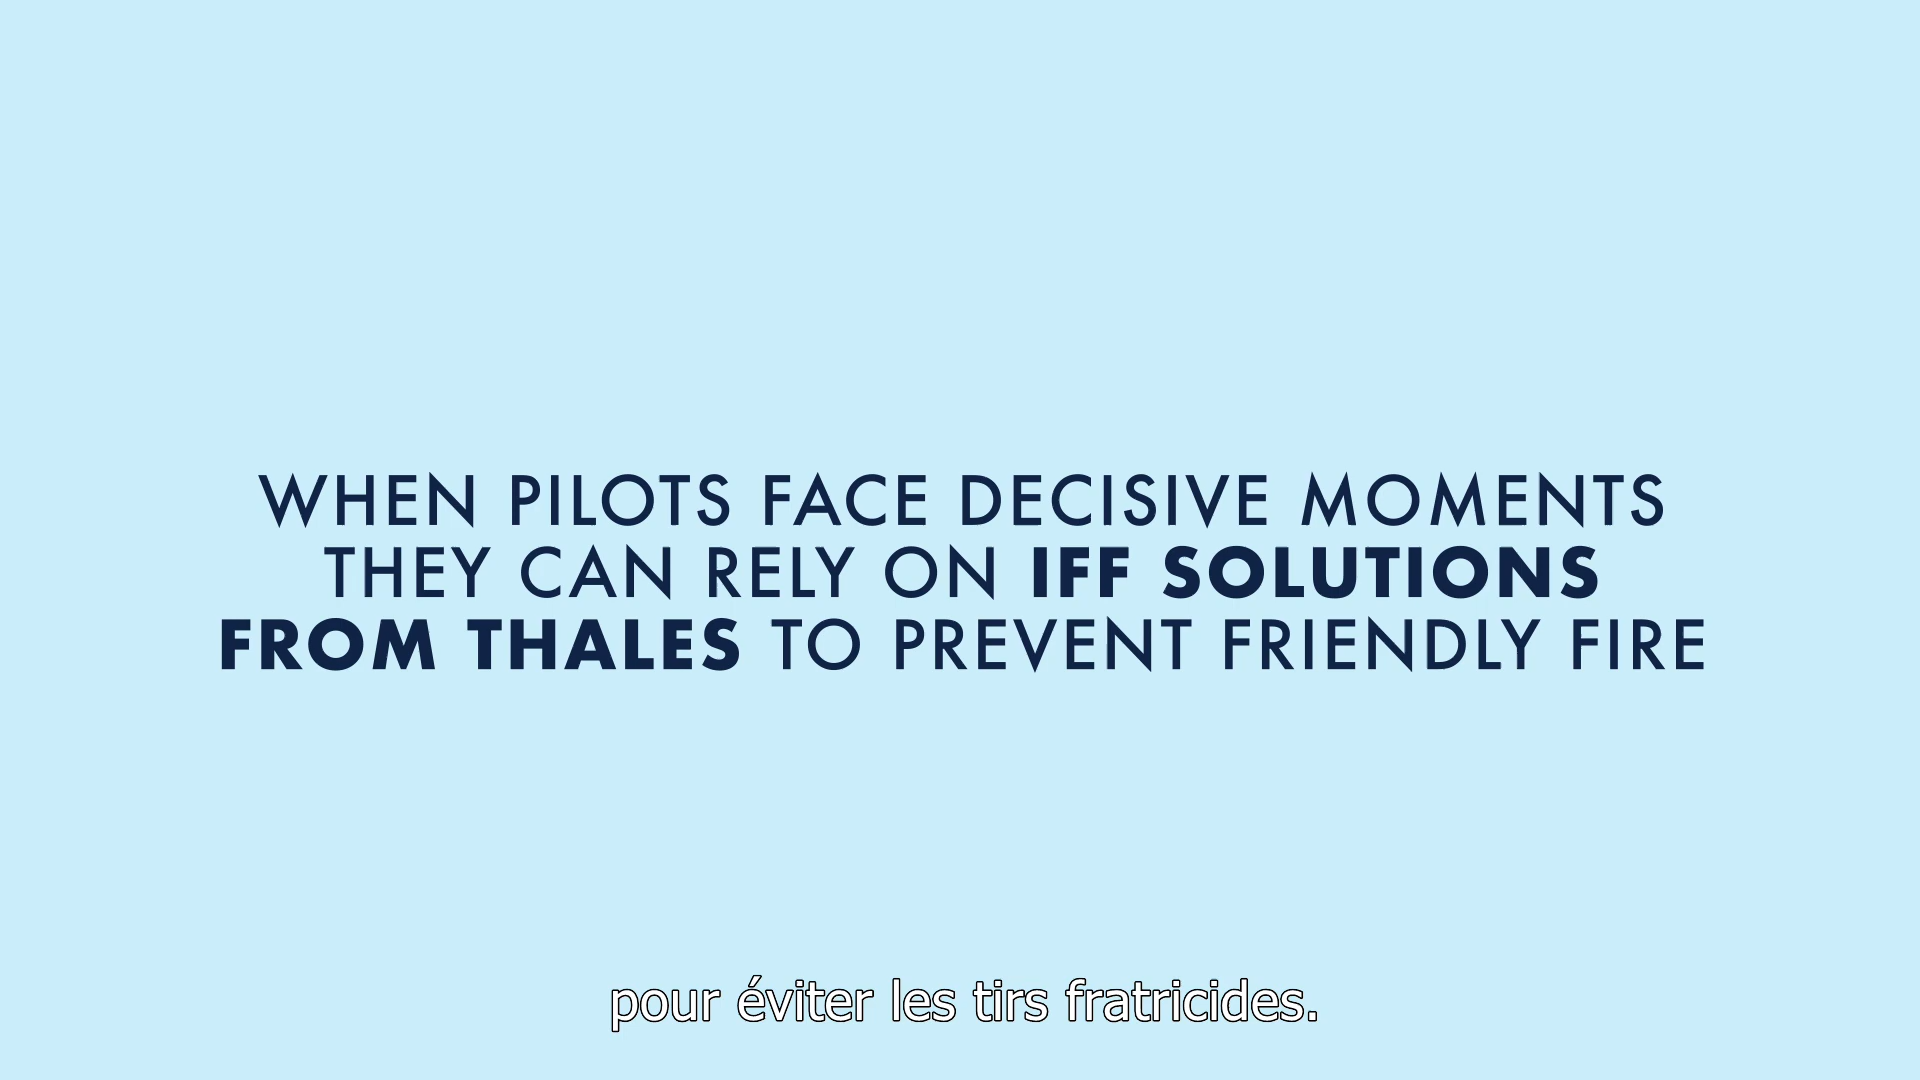 WHEN PILOTS FACE DECISIVE MOMENTS
THEY CAN RELY ON IFF SOLUTIONS
FROM THALES TO PREVENT FRIENDLY FIRE
pour éviter les tirs fratricides.